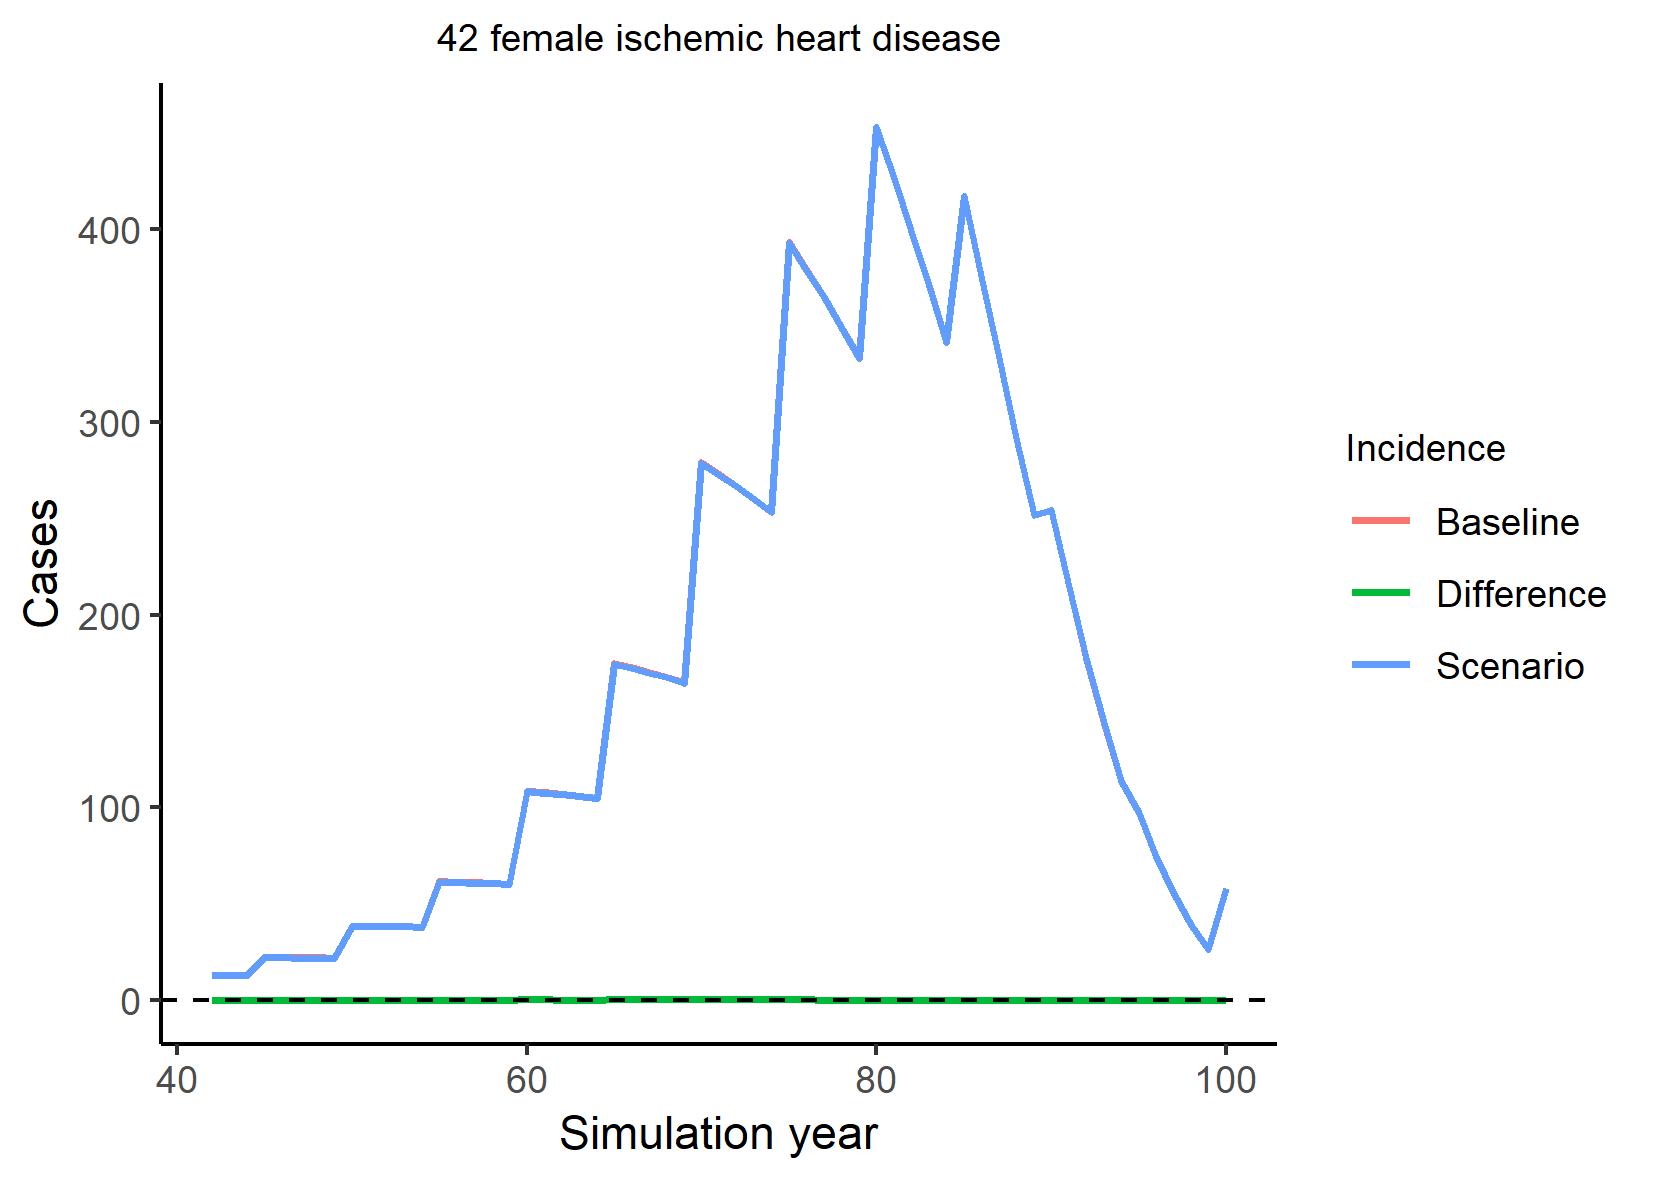 42 female ischemic heart disease
Cases
400
300
200
100
0
40 60 80 100
Simulation year
Incidence
Baseline
Difference
Scenario